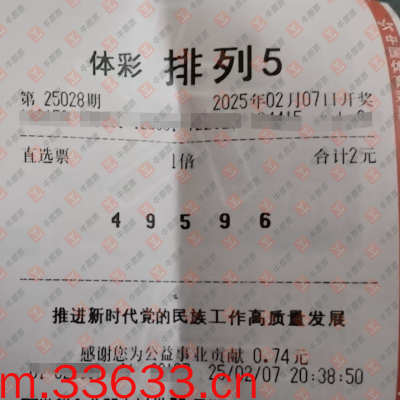 体彩 排列5
第 25028期 2025年02月07日开奖
直选票 1倍 合计2元
4 9 5 9 6
推进新时代党的民族工作高质量发展
感谢您为公益事业贡献 0.74元
25/02/07 20:38:50
m.33633.cn